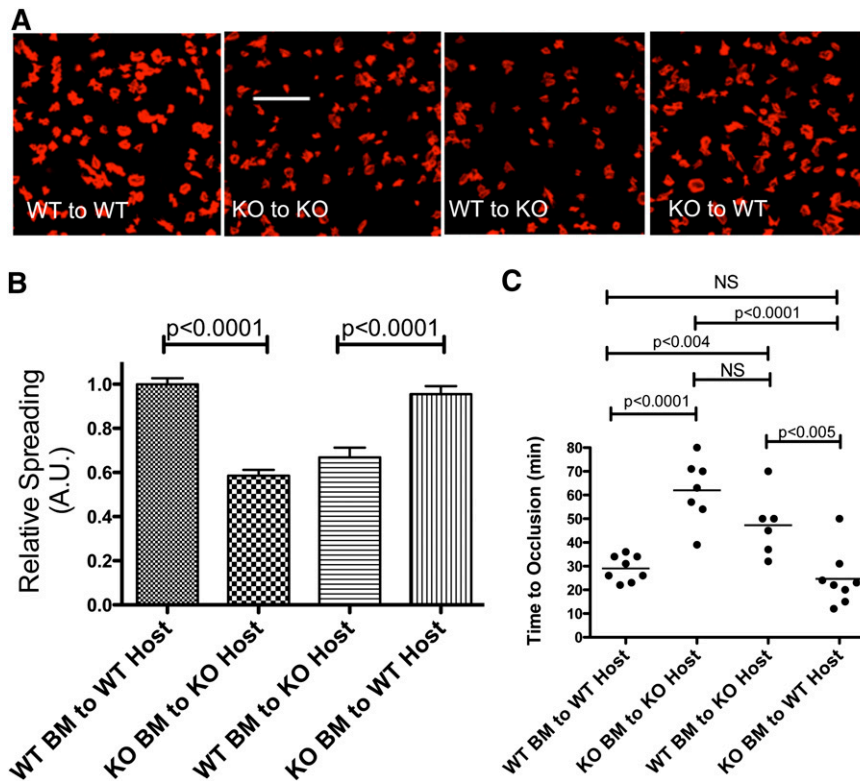 A
WT to WT
KO to KO
WT to KO
KO to WT
B
p<0.0001
p<0.0001
Relative Spreading
(A.U.)
1.0
0.8
0.6
0.4
0.2
0.0
WT BM to WT Host
KO BM to KO Host
WT BM to KO Host
KO BM to WT Host
C
NS
p<0.0001
p<0.004
NS
p<0.0001
p<0.005
Time to Occlusion (min)
80
70
60
50
40
30
20
10
0
WT BM to WT Host
KO BM to KO Host
WT BM to KO Host
KO BM to WT Host